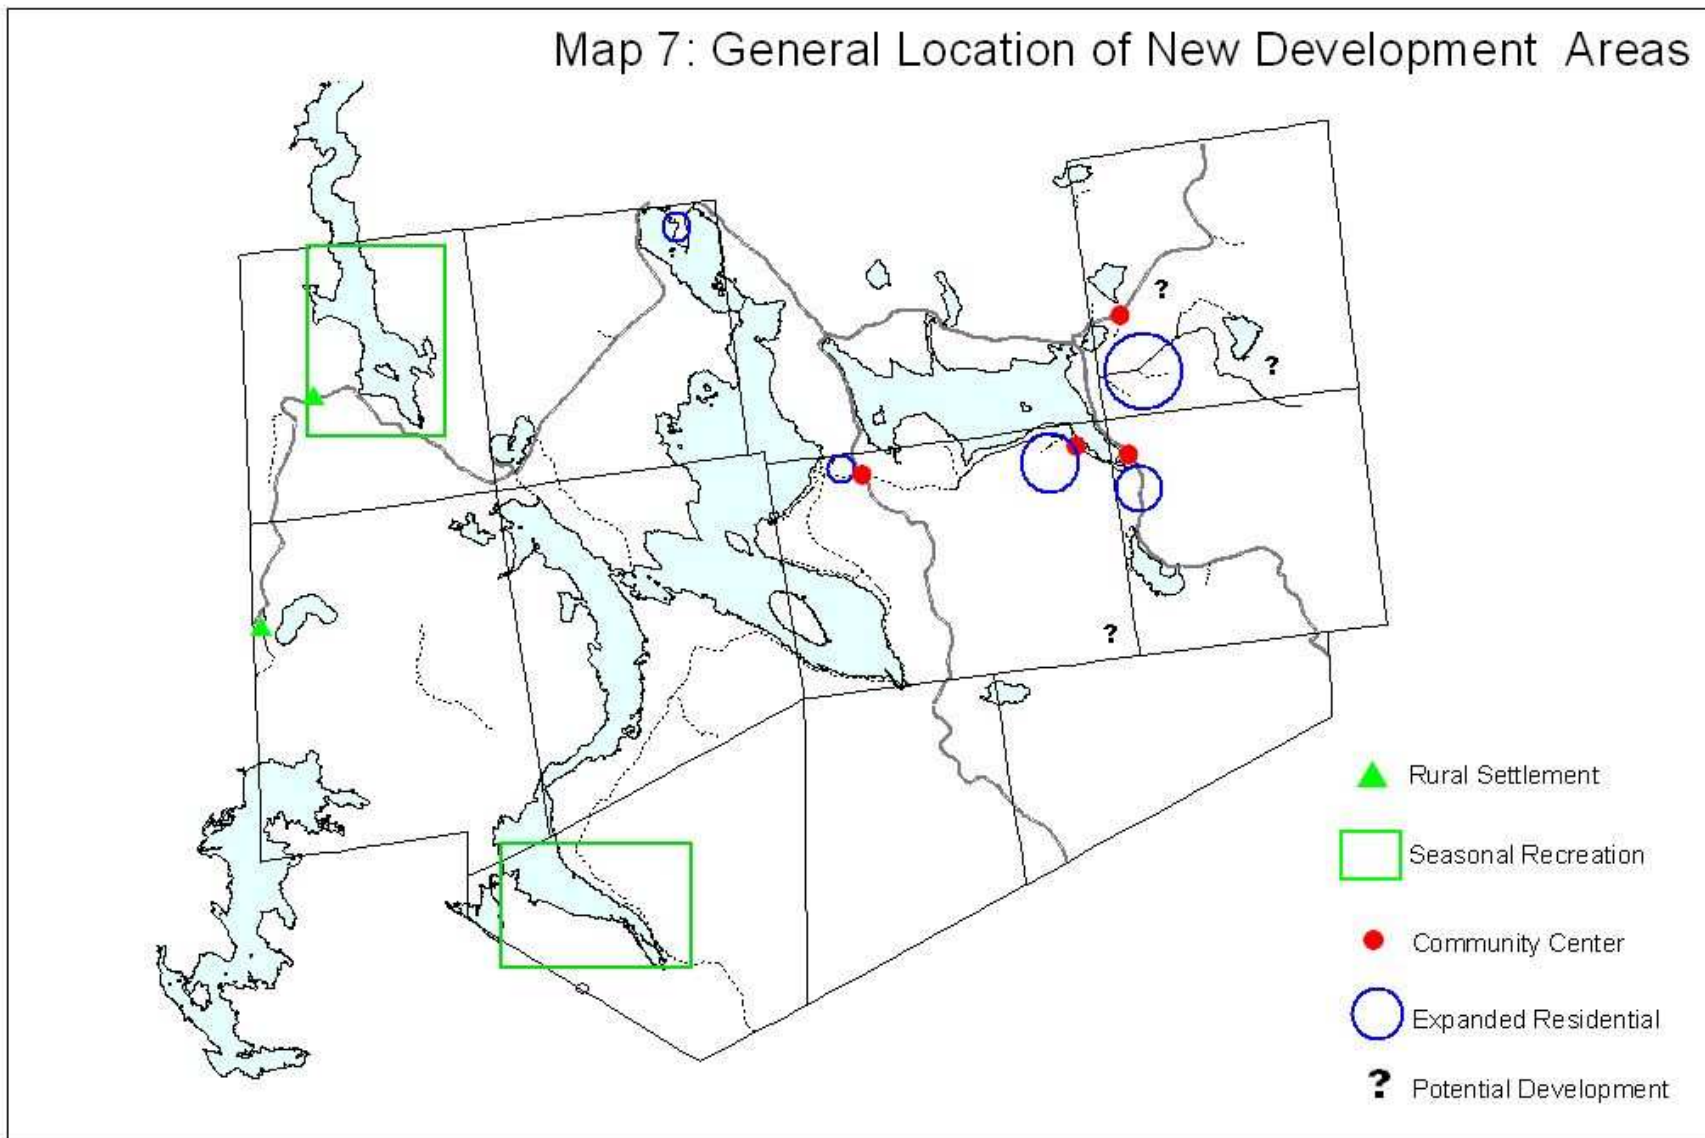 Map 7: General Location of New Development Areas
?
?
?
?
Rural Settlement
Seasonal Recreation
Community Center
Expanded Residential
? Potential Development